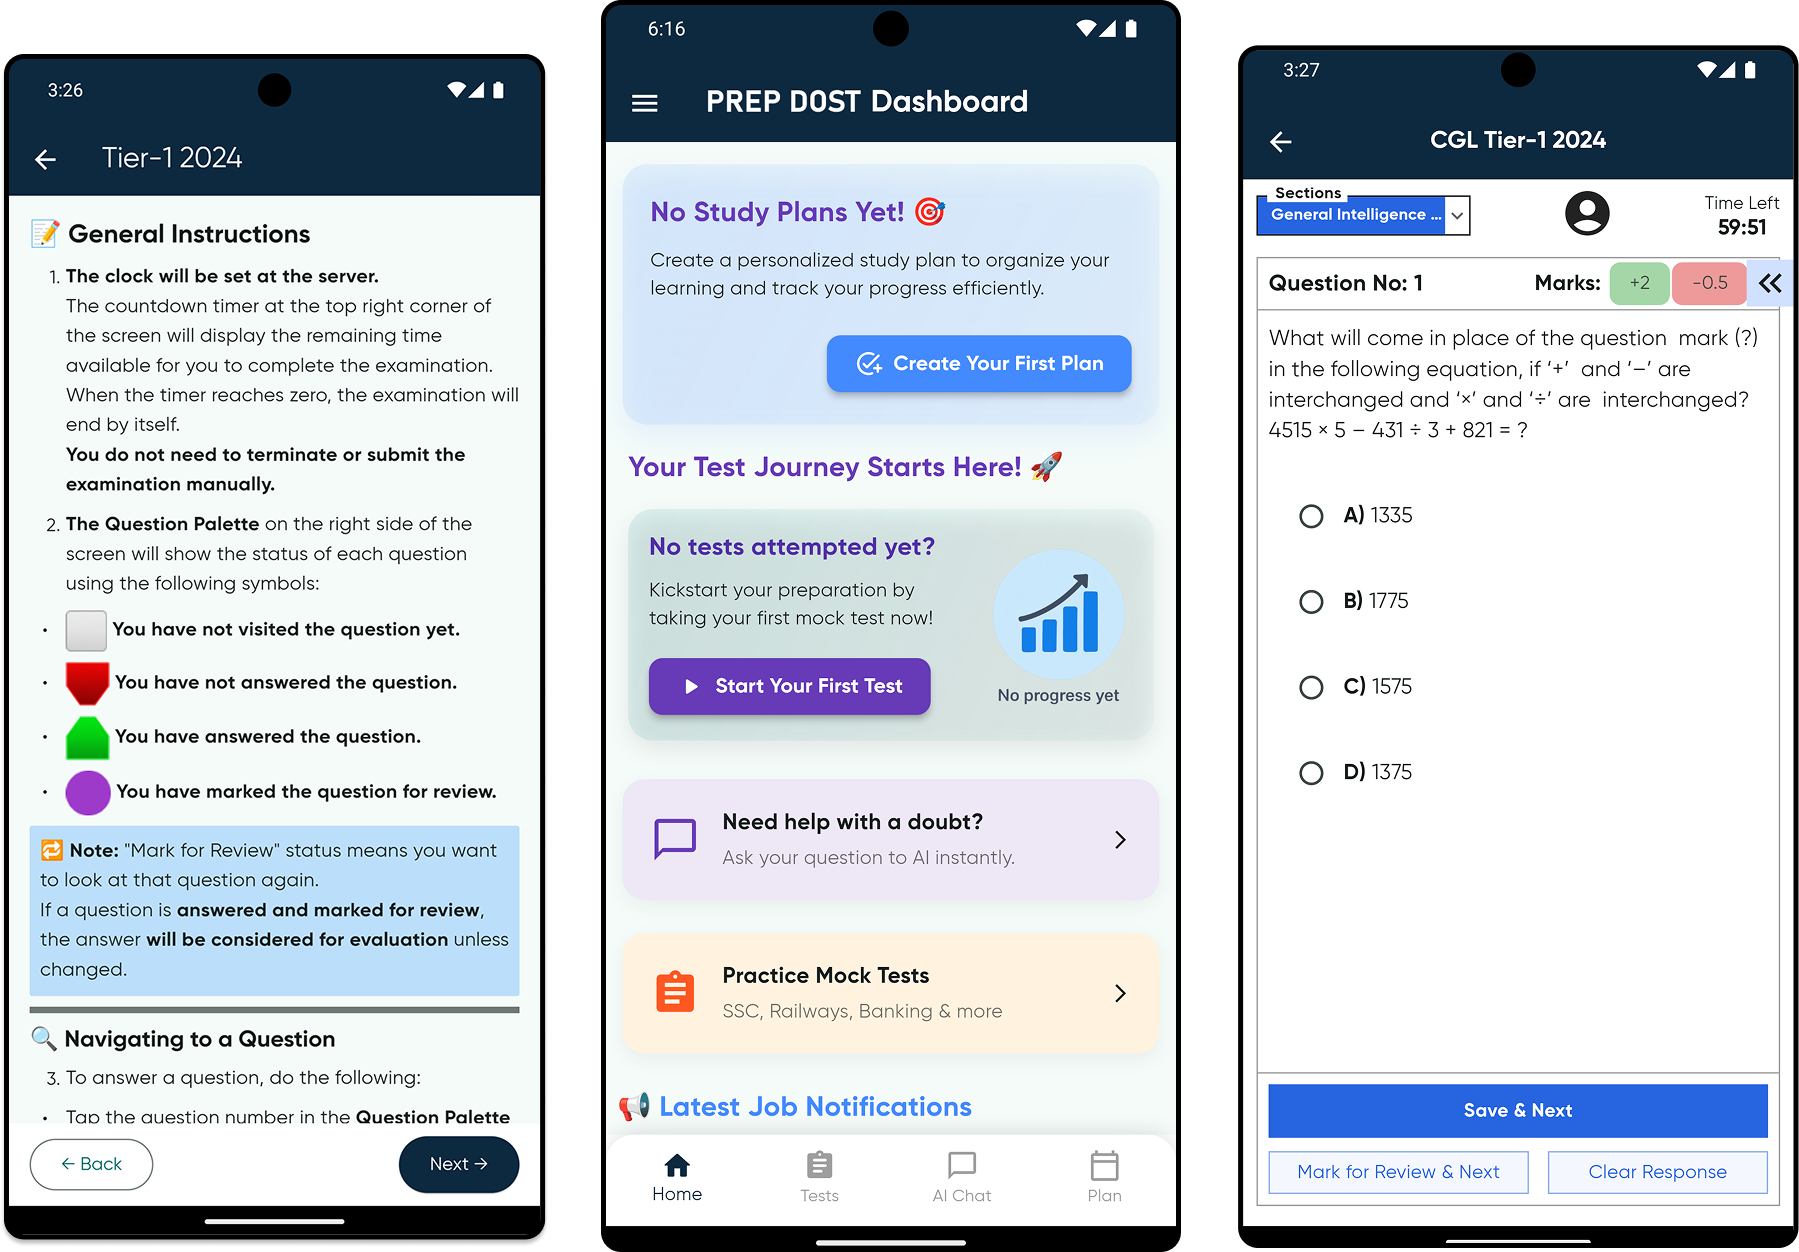 3:26
Tier-1 2024
General Instructions
1. The clock will be set at the server.
The countdown timer at the top right corner of
the screen will display the remaining time
available for you to complete the examination.
When the timer reaches zero, the examination will
end by itself.
You do not need to terminate or submit the
examination manually.
2. The Question Palette on the right side of the
screen will show the status of each question
using the following symbols:
• You have not visited the question yet.
• You have not answered the question.
• You have answered the question.
• You have marked the question for review.
Note: "Mark for Review" status means you want
to look at that question again.
If a question is answered and marked for review,
the answer will be considered for evaluation unless
changed.
Navigating to a Question
3. To answer a question, do the following:
• Tap the question number in the Question Palette
← Back
Next →
6:16
PREP DOST Dashboard
No Study Plans Yet!
Create a personalized study plan to organize your
learning and track your progress efficiently.
Create Your First Plan
Your Test Journey Starts Here!
No tests attempted yet?
Kickstart your preparation by
taking your first mock test now!
Start Your First Test
No progress yet
Need help with a doubt?
Ask your question to AI instantly.
Practice Mock Tests
SSC, Railways, Banking & more
Latest Job Notifications
Home
Tests
AI Chat
Plan
3:27
CGL Tier-1 2024
Sections
General Intelligence ...
Time Left
59:51
Question No: 1
Marks: +2 -0.5
What will come in place of the question mark (?)
in the following equation, if ‘+’ and ‘–’ are
interchanged and ‘×’ and ‘÷’ are interchanged?
4515 × 5 – 431 ÷ 3 + 821 = ?
A) 1335
B) 1775
C) 1575
D) 1375
Save & Next
Mark for Review & Next
Clear Response